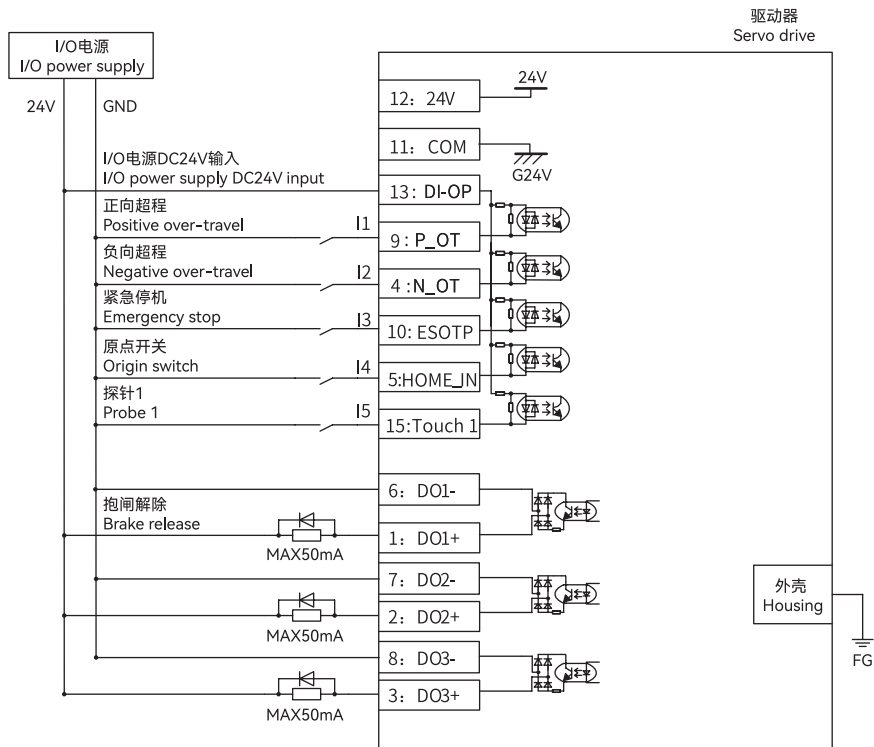 驱动器
Servo drive
I/O电源
I/O power supply
24V
GND
12: 24V
24V
11: COM
G24V
I/O电源DC24V输入
I/O power supply DC24V input
13: DI-OP
正向超程
Positive over-travel
I1
9: P_OT
负向超程
Negative over-travel
I2
4 :N_OT
紧急停机
Emergency stop
I3
10: ESOTP
原点开关
Origin switch
I4
5:HOME_IN
探针1
Probe 1
I5
15:Touch 1
6: DO1-
抱闸解除
Brake release
MAX50mA
1: DO1+
7: DO2-
MAX50mA
2: DO2+
8: DO3-
MAX50mA
3: DO3+
外壳
Housing
FG